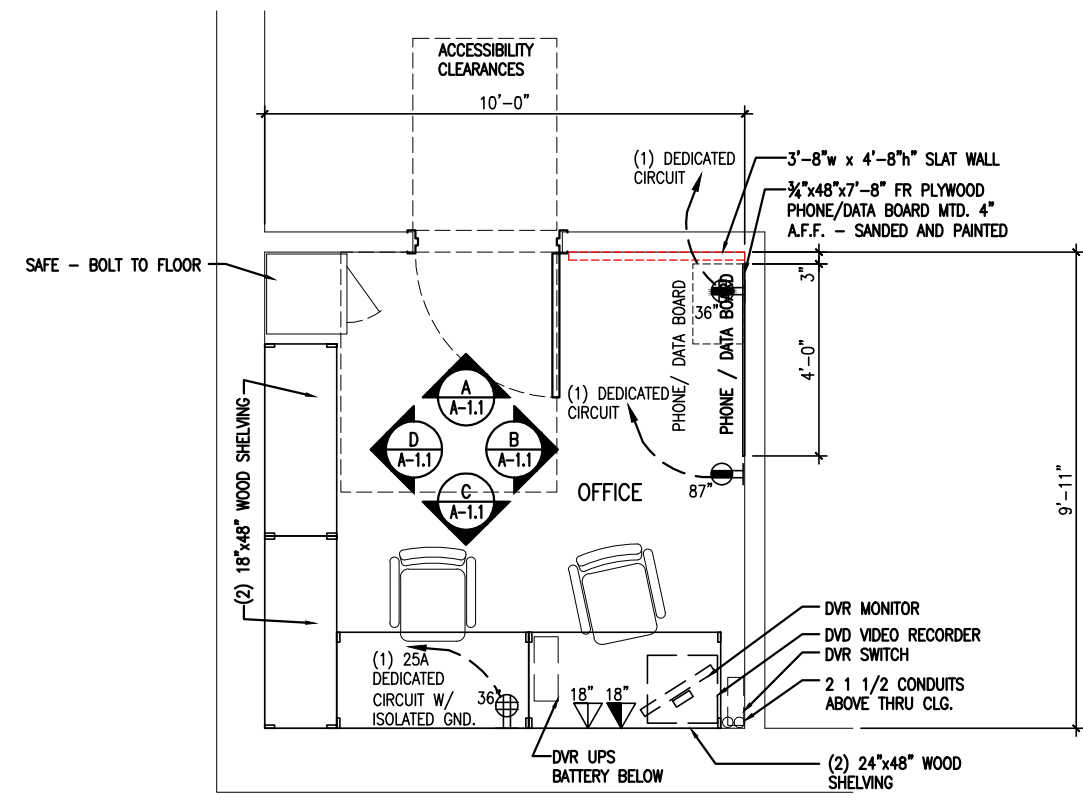 ACCESSIBILITY
CLEARANCES
10'-0"
(1) DEDICATED
CIRCUIT
3'-8"w x 4'-8"h" SLAT WALL
¾"x48"x7'-8" FR PLYWOOD
PHONE/DATA BOARD MTD. 4"
A.F.F. – SANDED AND PAINTED
SAFE – BOLT TO FLOOR
3"
36"
PHONE/ DATA BOARD
PHONE / DATA BOARD
4'-0"
(1) DEDICATED
CIRCUIT
A
A-1.1
D
A-1.1
B
A-1.1
C
A-1.1
87"
OFFICE
9'-11"
(2) 18"x48" WOOD SHELVING
DVR MONITOR
DVD VIDEO RECORDER
DVR SWITCH
2 1 1/2 CONDUITS
ABOVE THRU CLG.
(1) 25A
DEDICATED
CIRCUIT W/
ISOLATED GND.
36"
18"
18"
DVR UPS
BATTERY BELOW
(2) 24"x48" WOOD
SHELVING